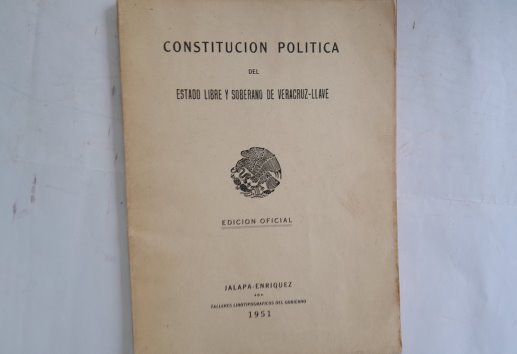 CONSTITUCION POLITICA
DEL
ESTADO LIBRE Y SOBERANO DE VERACRUZ-LLAVE
EDICION OFICIAL
JALAPA-ENRIQUEZ
TALLERES LINOTIPOGRAFICOS DEL GOBIERNO
1951